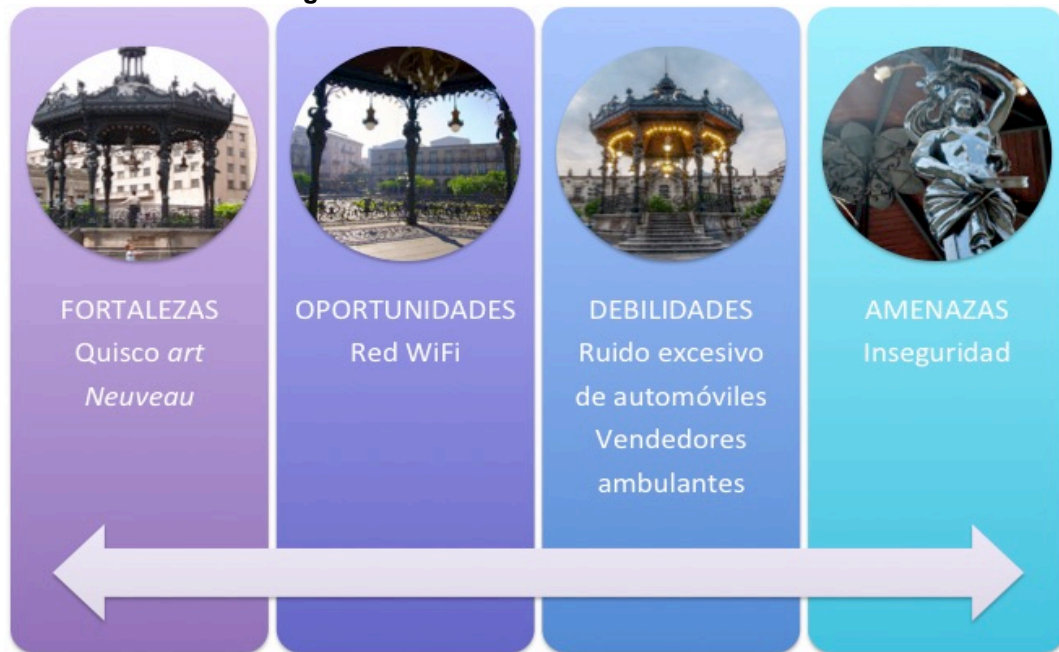 FORTALEZAS
Quisco art
Neuveau
OPORTUNIDADES
Red WiFi
DEBILIDADES
Ruido excesivo
de automóviles
Vendedores
ambulantes
AMENAZAS
Inseguridad